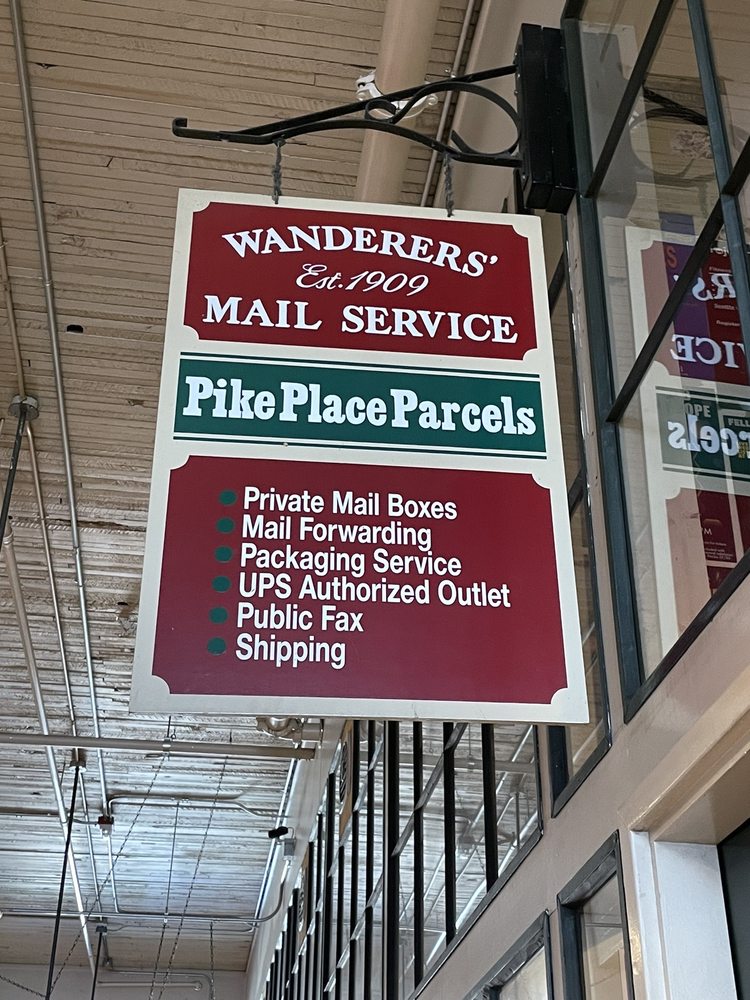 WANDERERS'
Est. 1909
MAIL SERVICE
Pike Place Parcels
Private Mail Boxes
Mail Forwarding
Packaging Service
UPS Authorized Outlet
Public Fax
Shipping